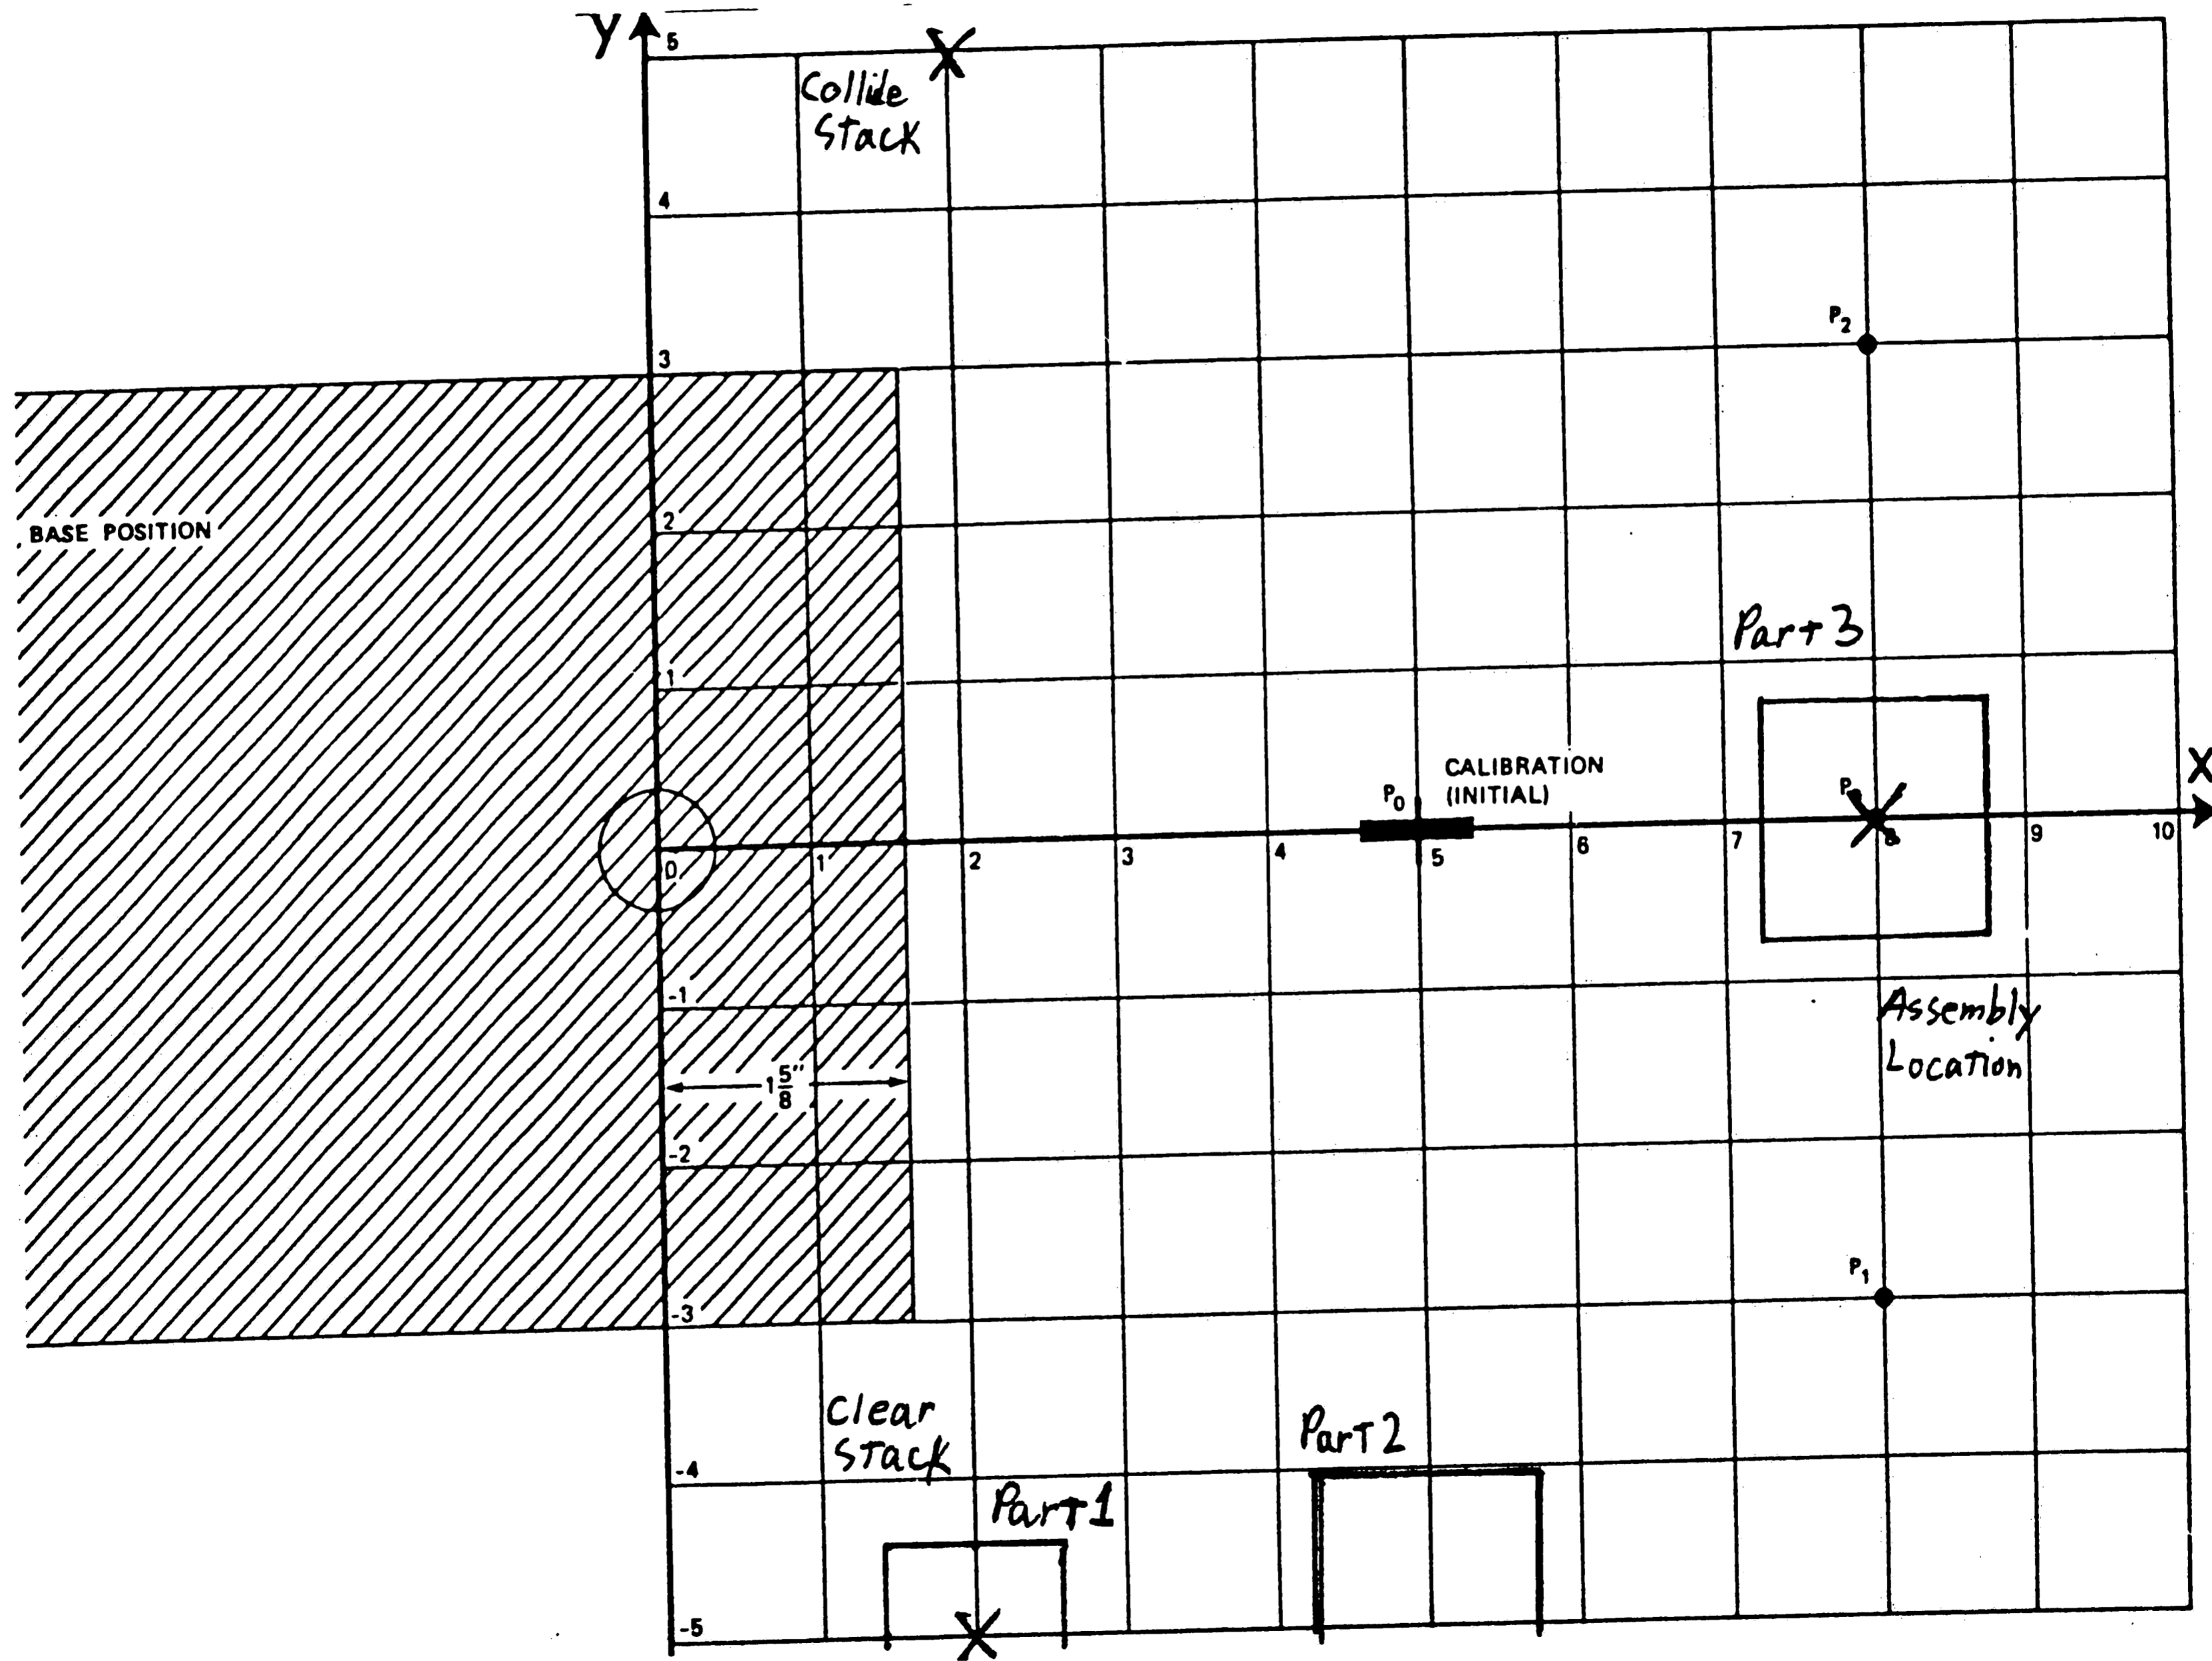 Y
5
Collide
Stack
4
P2
3
BASE POSITION
2
Part 3
1
X
CALIBRATION
(INITIAL)
P0
P
0
1
2
3
4
5
6
7
8
9
10
-1
Assembly
Location
1 5/8"
-2
P1
-3
Clear
Stack
Part 2
-4
Part 1
-5
X